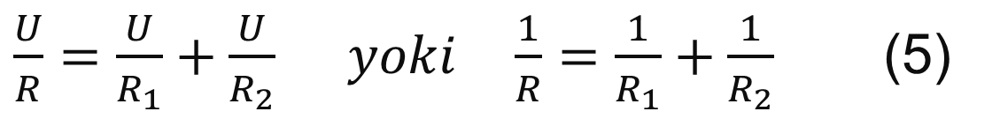 U/R = U/R₁ + U/R₂ yoki 1/R = 1/R₁ + 1/R₂ (5)